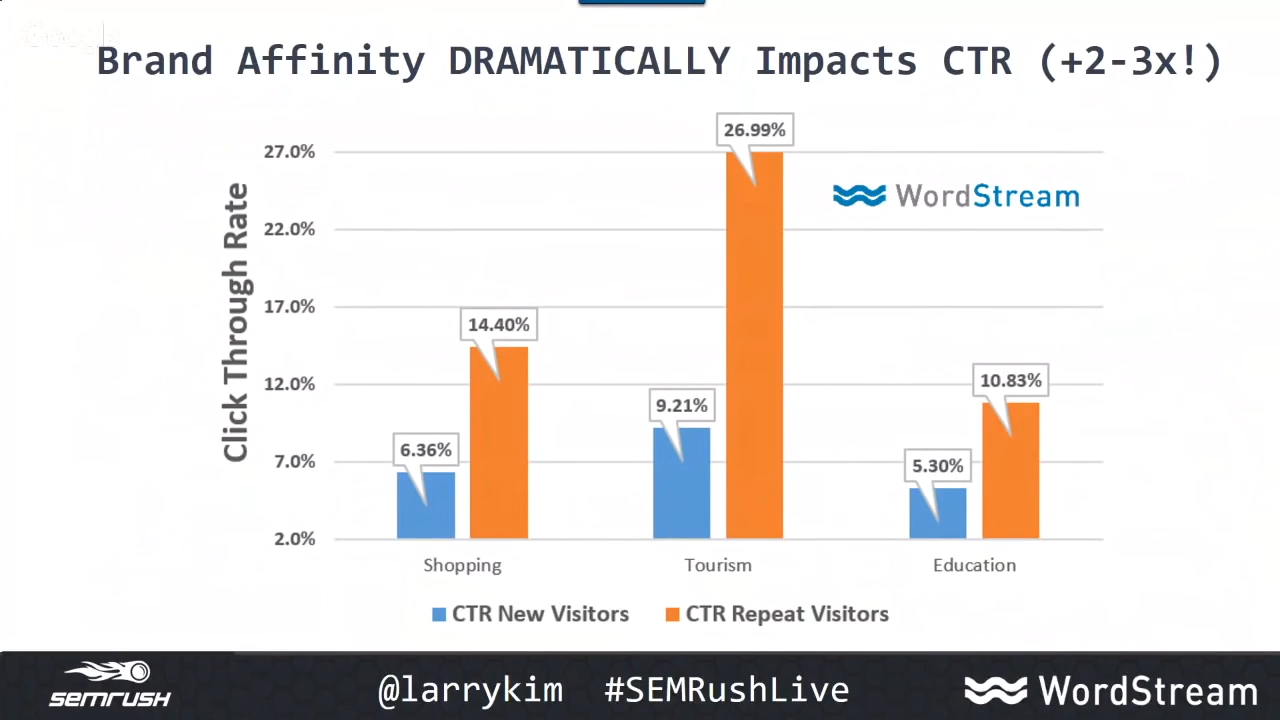 Google
Brand Affinity DRAMATICALLY Impacts CTR (+2-3x!)
26.99%
27.0%
WordStream
22.0%
Click Through Rate
17.0%
14.40%
12.0%
9.21%
10.83%
6.36%
7.0%
5.30%
2.0%
Shopping Tourism Education
CTR New Visitors CTR Repeat Visitors
SEMRUSH @larrykim #SEMRushLive WordStream